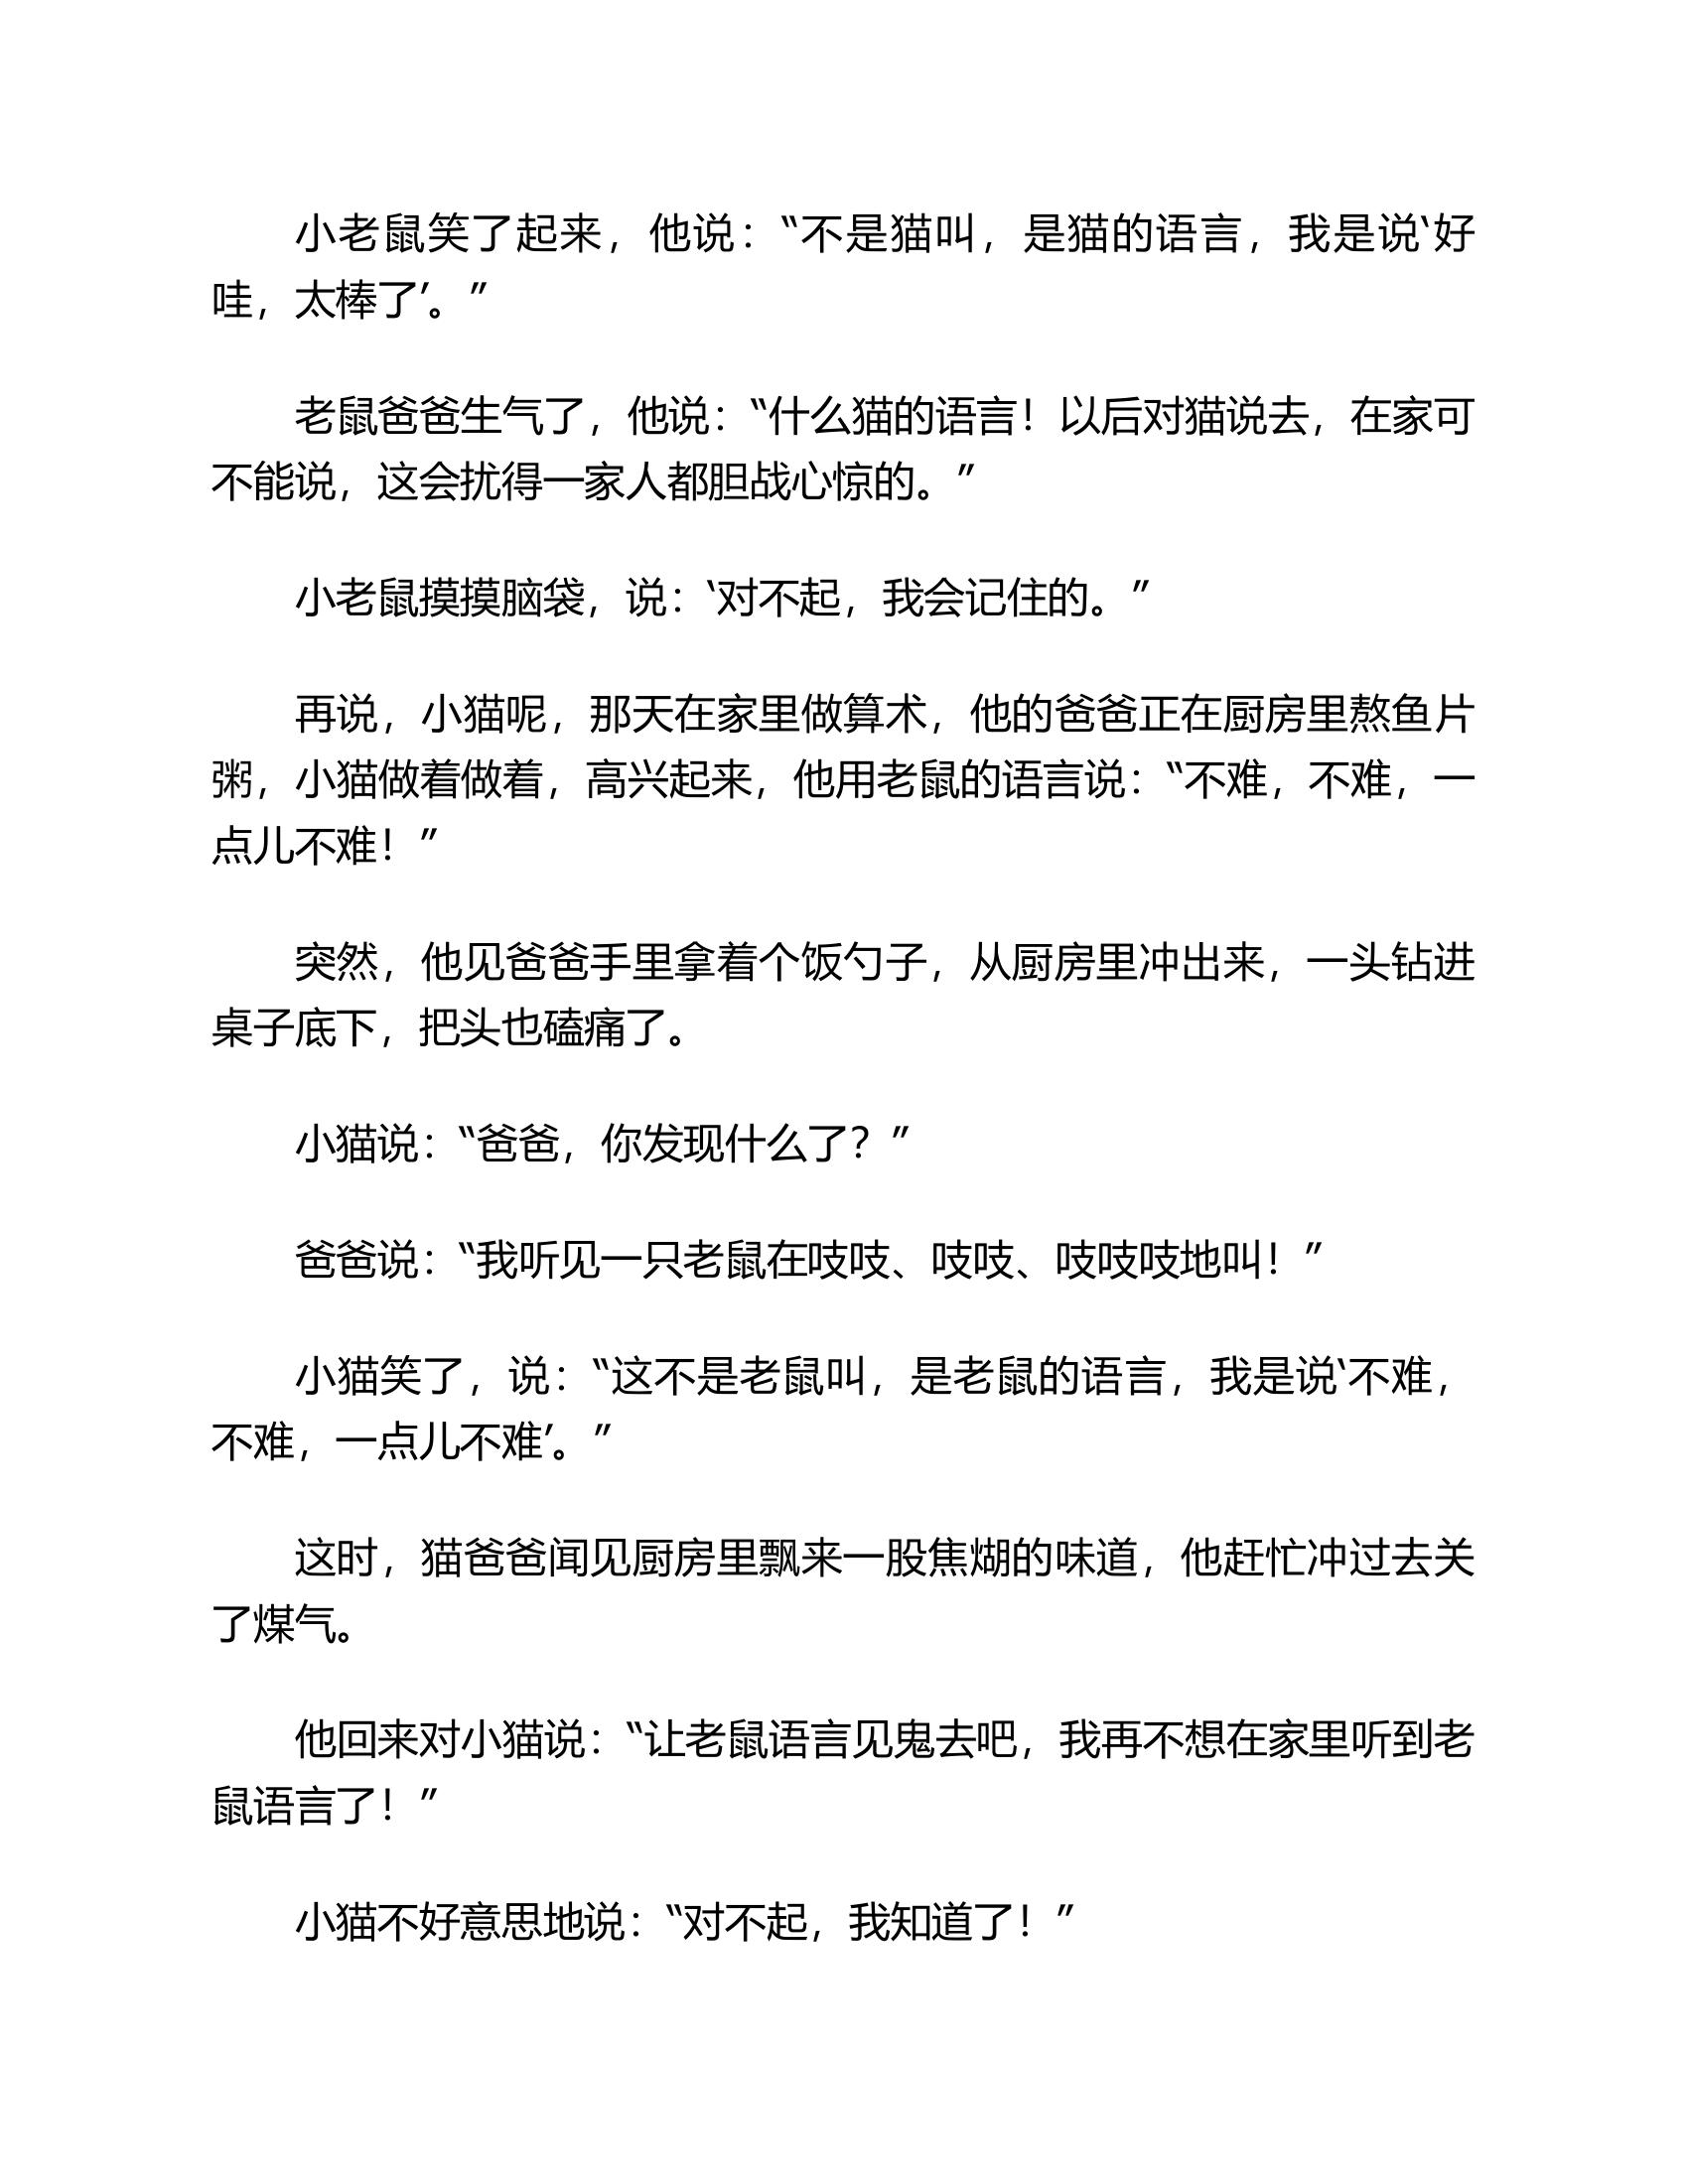 小老鼠笑了起来，他说：“不是猫叫，是猫的语言，我是说‘好
哇，太棒了’。”
老鼠爸爸生气了，他说：“什么猫的语言！以后对猫说去，在家可
不能说，这会扰得一家人都胆战心惊的。”
小老鼠摸摸脑袋，说：‘对不起，我会记住的。”
再说，小猫呢，那天在家里做算术，他的爸爸正在厨房里熬鱼片
粥，小猫做着做着，高兴起来，他用老鼠的语言说：“不难，不难，一
点儿不难！”
突然，他见爸爸手里拿着个饭勺子，从厨房里冲出来，一头钻进
桌子底下，把头也磕痛了。
小猫说：“爸爸，你发现什么了？”
爸爸说：“我听见一只老鼠在吱吱、吱吱、吱吱吱地叫！”
小猫笑了，说：“这不是老鼠叫，是老鼠的语言，我是说‘不难，
不难，一点儿不难’。”
这时，猫爸爸闻见厨房里飘来一股焦煳的味道，他赶忙冲过去关
了煤气。
他回来对小猫说：“让老鼠语言见鬼去吧，我再不想在家里听到老
鼠语言了！”
小猫不好意思地说：“对不起，我知道了！”